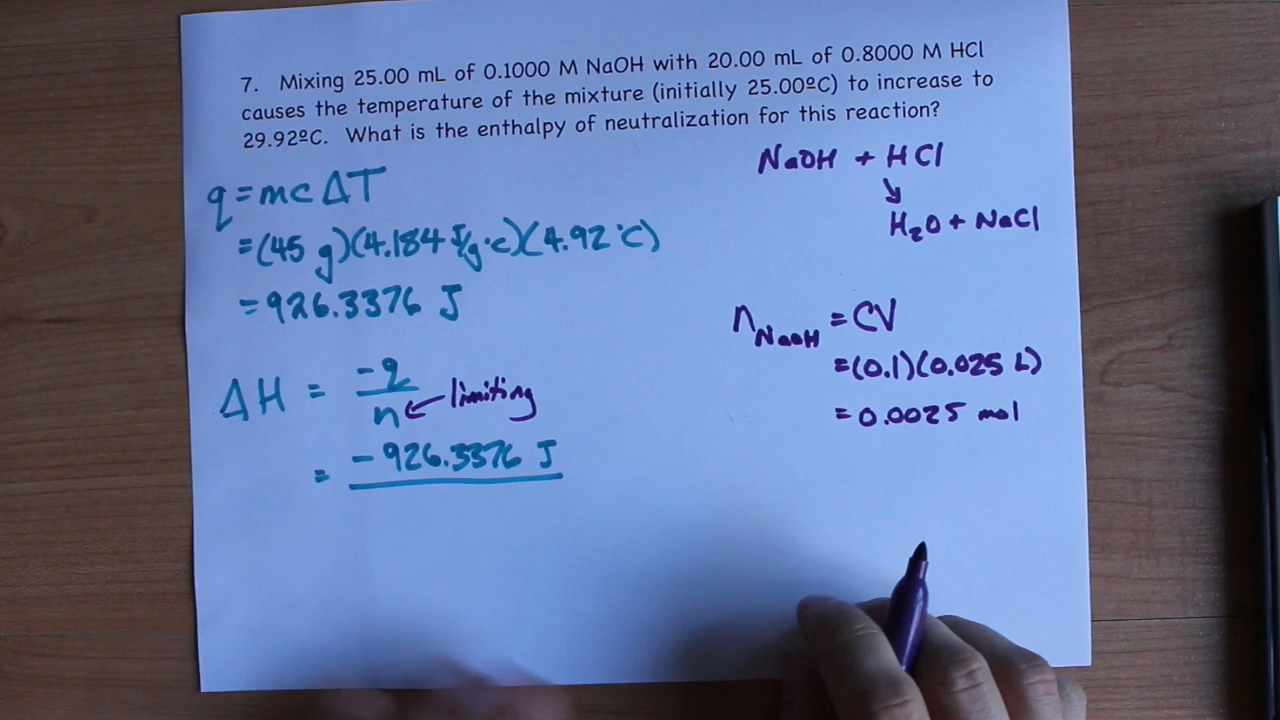 7. Mixing 25.00 mL of 0.1000 M NaOH with 20.00 mL of 0.8000 M HCl
causes the temperature of the mixture (initially 25.00ºC) to increase to
29.92ºC. What is the enthalpy of neutralization for this reaction?
q = mcΔT
= (45 g)(4.184 J/g·°C)(4.92 °C)
= 926.3376 J
ΔH = -q/n ← limiting
= -926.3376 J
NaOH + HCl
↘
H₂O + NaCl
n NaOH = CV
= (0.1)(0.025 L)
= 0.0025 mol